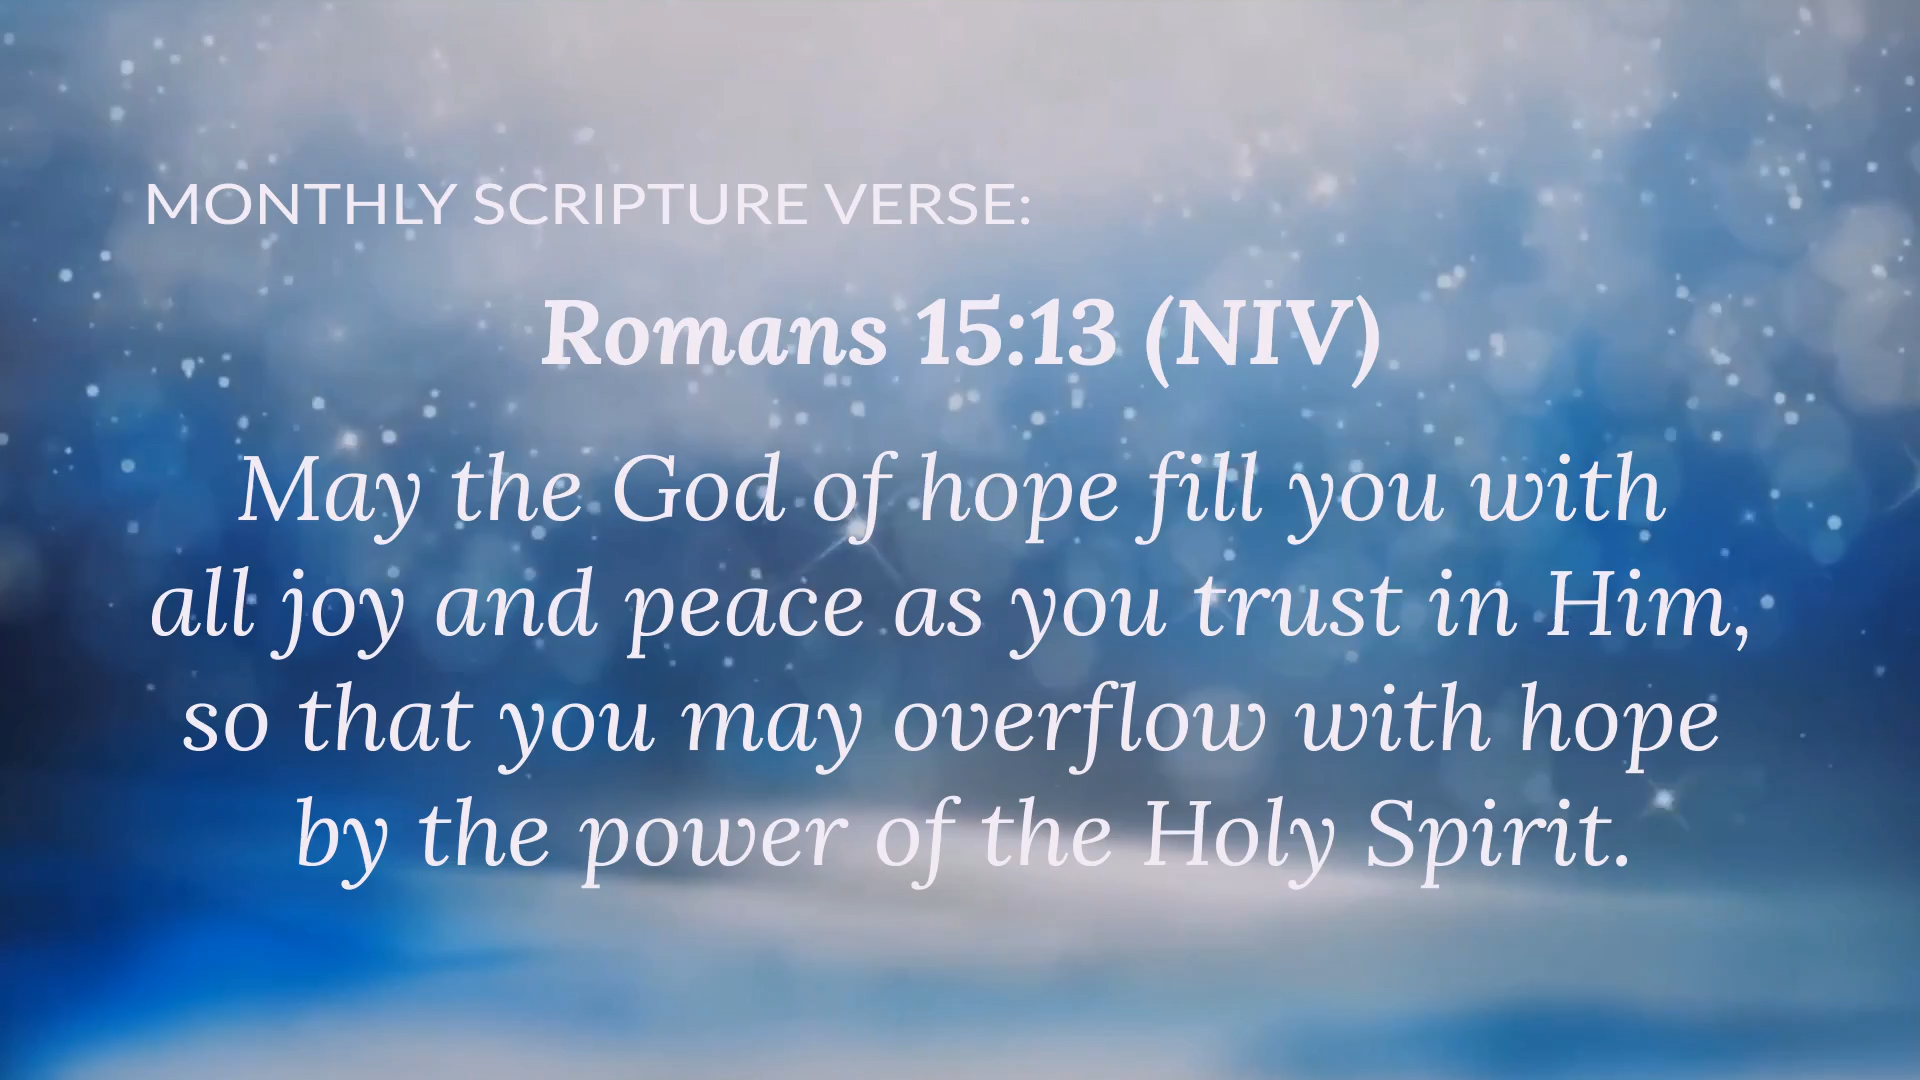 MONTHLY SCRIPTURE VERSE:
Romans 15:13 (NIV)
May the God of hope fill you with
all joy and peace as you trust in Him,
so that you may overflow with hope
by the power of the Holy Spirit.